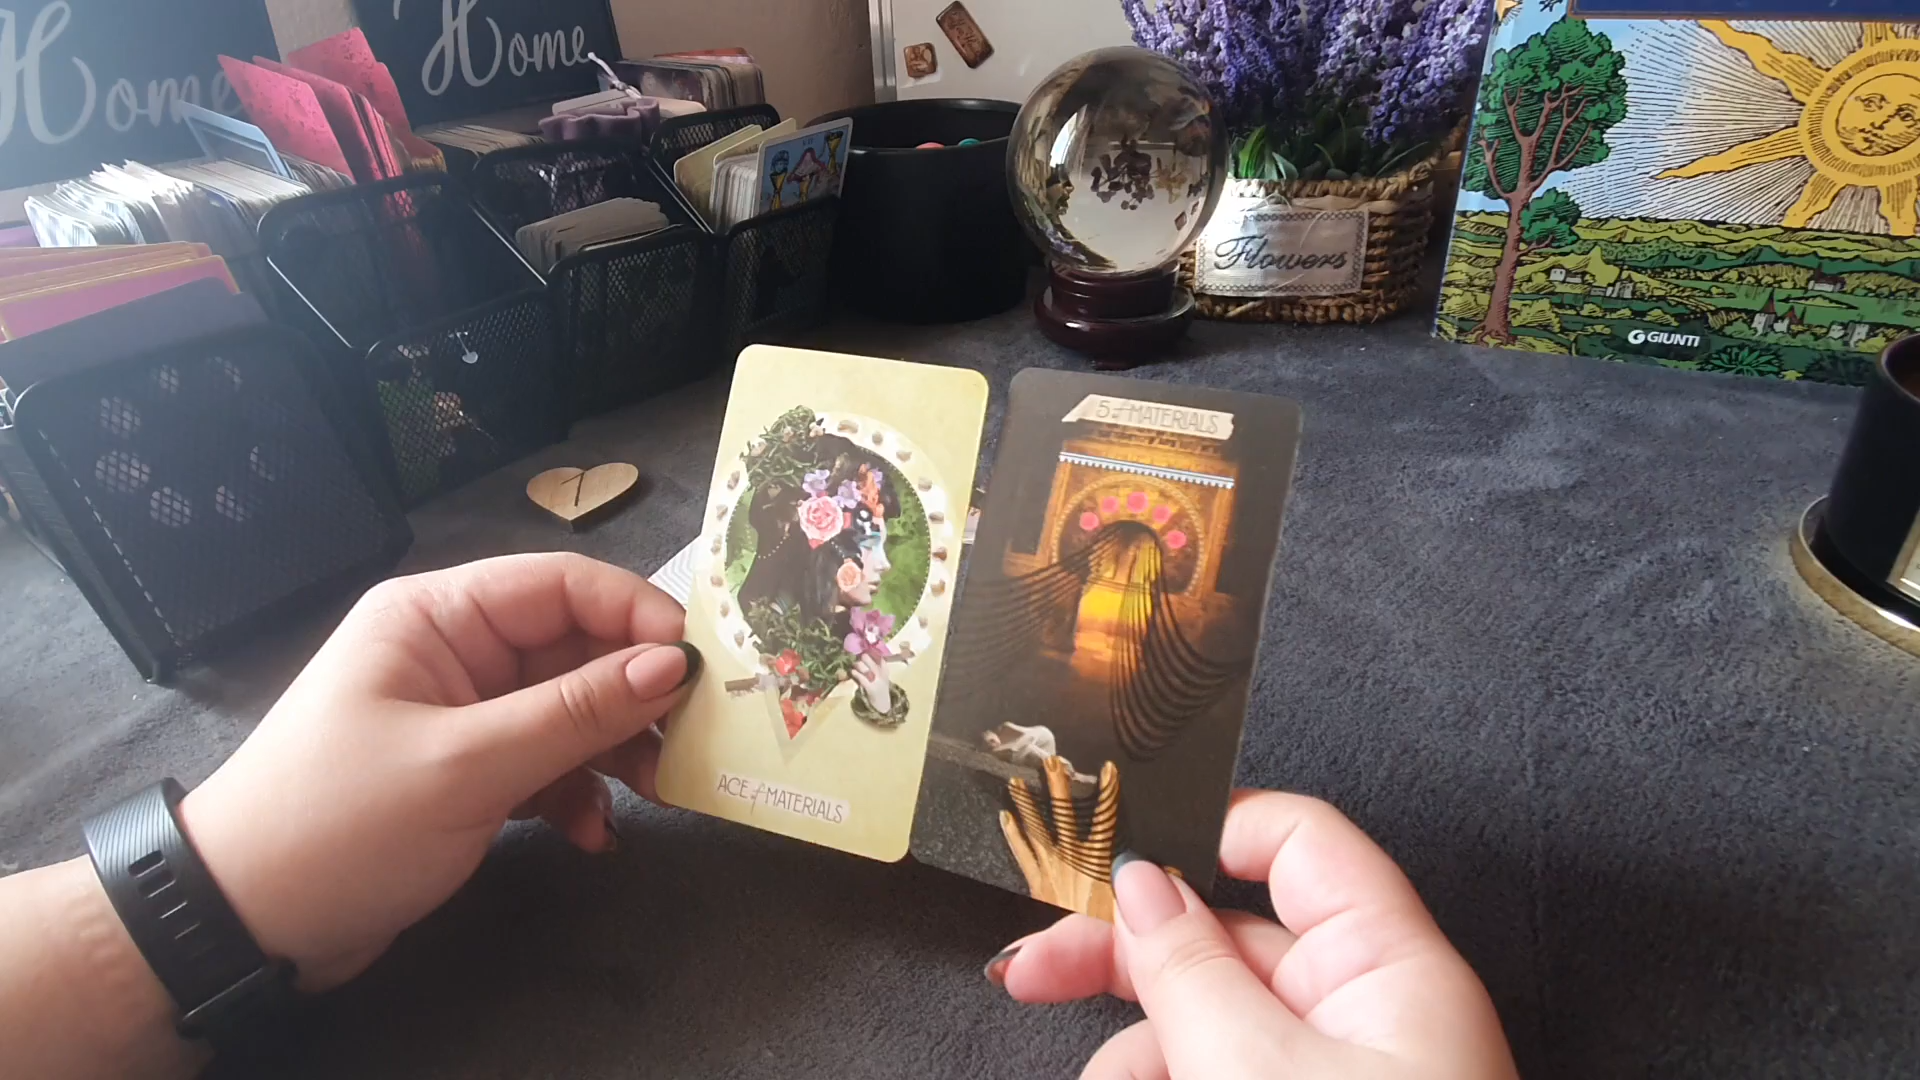 Home
Home
Flowers
GIUNTI
5 of MATERIALS
ACE of MATERIALS